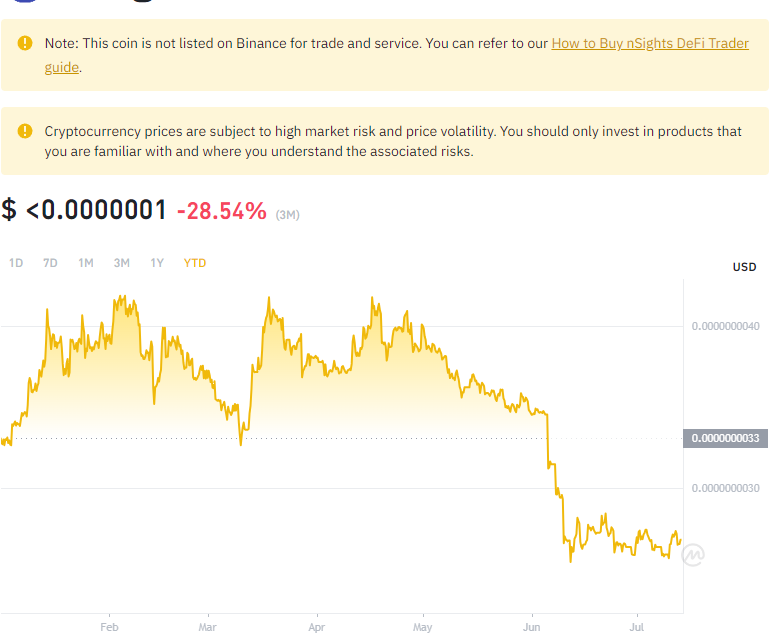 Note: This coin is not listed on Binance for trade and service. You can refer to our How to Buy nSights DeFi Trader
guide.
Cryptocurrency prices are subject to high market risk and price volatility. You should only invest in products that
you are familiar with and where you understand the associated risks.
$ <0.0000001 -28.54% (3M)
1D 7D 1M 3M 1Y YTD
USD
0.0000000040
0.0000000033
0.0000000030
Feb Mar Apr May Jun Jul